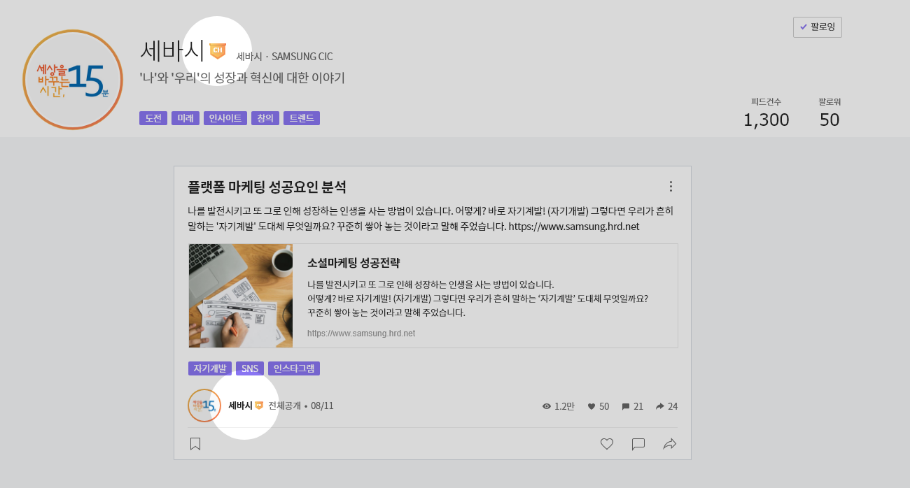 세상을
바꾸는
시간,
15분
세바시 CH 세바시 · SAMSUNG CIC
'나'와 '우리'의 성장과 혁신에 대한 이야기
도전 미래 인사이트 창의 트렌드
팔로잉
피드건수 팔로워
1,300 50
플랫폼 마케팅 성공요인 분석
나를 발전시키고 또 그로 인해 성장하는 인생을 사는 방법이 있습니다. 어떻게? 바로 자기계발! (자기개발) 그렇다면 우리가 흔히
말하는 '자기개발' 도대체 무엇일까요? 꾸준히 쌓아 놓는 것이라고 말해 주었습니다. https://www.samsung.hrd.net
소셜마케팅 성공전략
나를 발전시키고 또 그로 인해 성장하는 인생을 사는 방법이 있습니다.
어떻게? 바로 자기계발! (자기개발) 그렇다면 우리가 흔히 말하는 '자기개발' 도대체 무엇일까요?
꾸준히 쌓아 놓는 것이라고 말해 주었습니다.
https://www.samsung.hrd.net
자기개발 SNS 인스타그램
15
세바시 CH 전체공개 • 08/11
1.2만 50 21 24